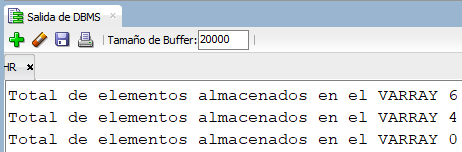 Salida de DBMS
Tamaño de Buffer: 20000
HR
Total de elementos almacenados en el VARRAY 6
Total de elementos almacenados en el VARRAY 4
Total de elementos almacenados en el VARRAY 0